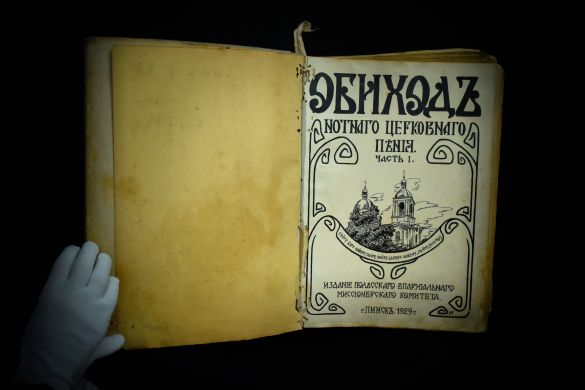 ОБИХОДЪ
НОТНАГО ЦЕРКОВНАГО
ПѢНІЯ.
ЧАСТЬ I.
ИЗДАНІЕ ПОЛѢССКАГО ЕПАРХІАЛЬНАГО
МИССІОНЕРСКАГО КОМИТЕТА.
г. ПИНСКЪ. 1929 г.